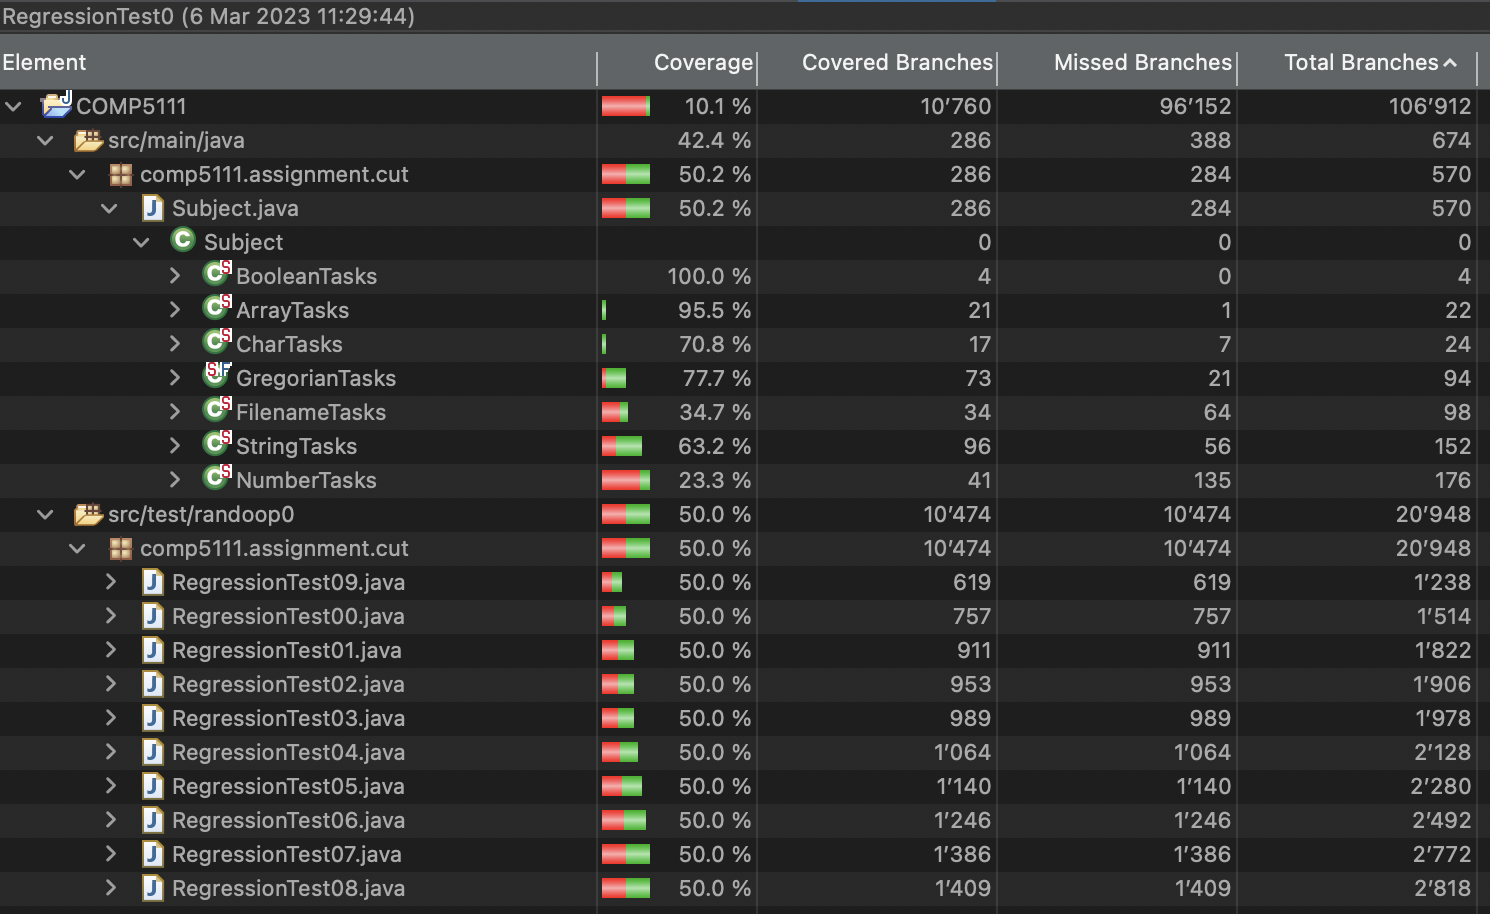 RegressionTest0 (6 Mar 2023 11:29:44)
Element Coverage Covered Branches Missed Branches Total Branches
COMP5111 10.1 % 10’760 96’152 106’912
src/main/java 42.4 % 286 388 674
comp5111.assignment.cut 50.2 % 286 284 570
Subject.java 50.2 % 286 284 570
Subject 0 0 0
BooleanTasks 100.0 % 4 0 4
ArrayTasks 95.5 % 21 1 22
CharTasks 70.8 % 17 7 24
GregorianTasks 77.7 % 73 21 94
FilenameTasks 34.7 % 34 64 98
StringTasks 63.2 % 96 56 152
NumberTasks 23.3 % 41 135 176
src/test/randoop0 50.0 % 10’474 10’474 20’948
comp5111.assignment.cut 50.0 % 10’474 10’474 20’948
RegressionTest09.java 50.0 % 619 619 1’238
RegressionTest00.java 50.0 % 757 757 1’514
RegressionTest01.java 50.0 % 911 911 1’822
RegressionTest02.java 50.0 % 953 953 1’906
RegressionTest03.java 50.0 % 989 989 1’978
RegressionTest04.java 50.0 % 1’064 1’064 2’128
RegressionTest05.java 50.0 % 1’140 1’140 2’280
RegressionTest06.java 50.0 % 1’246 1’246 2’492
RegressionTest07.java 50.0 % 1’386 1’386 2’772
RegressionTest08.java 50.0 % 1’409 1’409 2’818